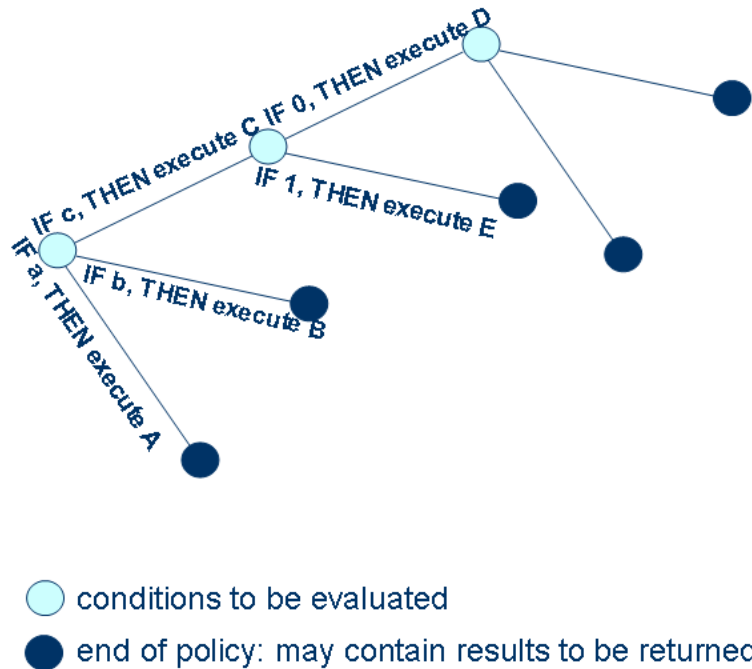 IF 0, THEN execute D
IF c, THEN execute C
IF 1, THEN execute E
IF a, THEN execute A
IF b, THEN execute B
conditions to be evaluated
end of policy: may contain results to be returned